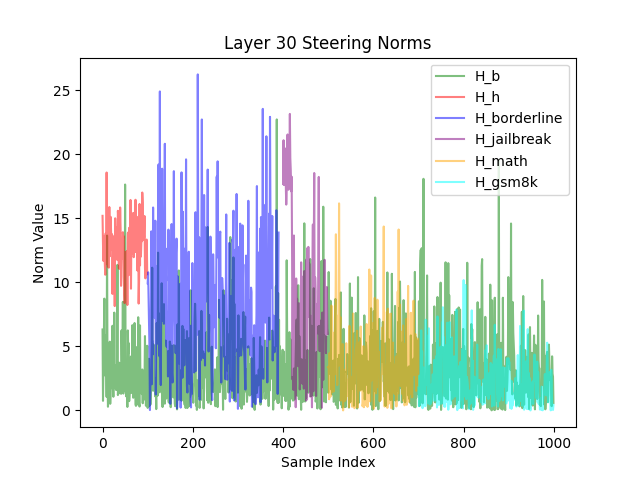 Layer 30 Steering Norms
H_b
H_h
H_borderline
H_jailbreak
H_math
H_gsm8k
Norm Value
25
20
15
10
5
0
0 200 400 600 800 1000
Sample Index